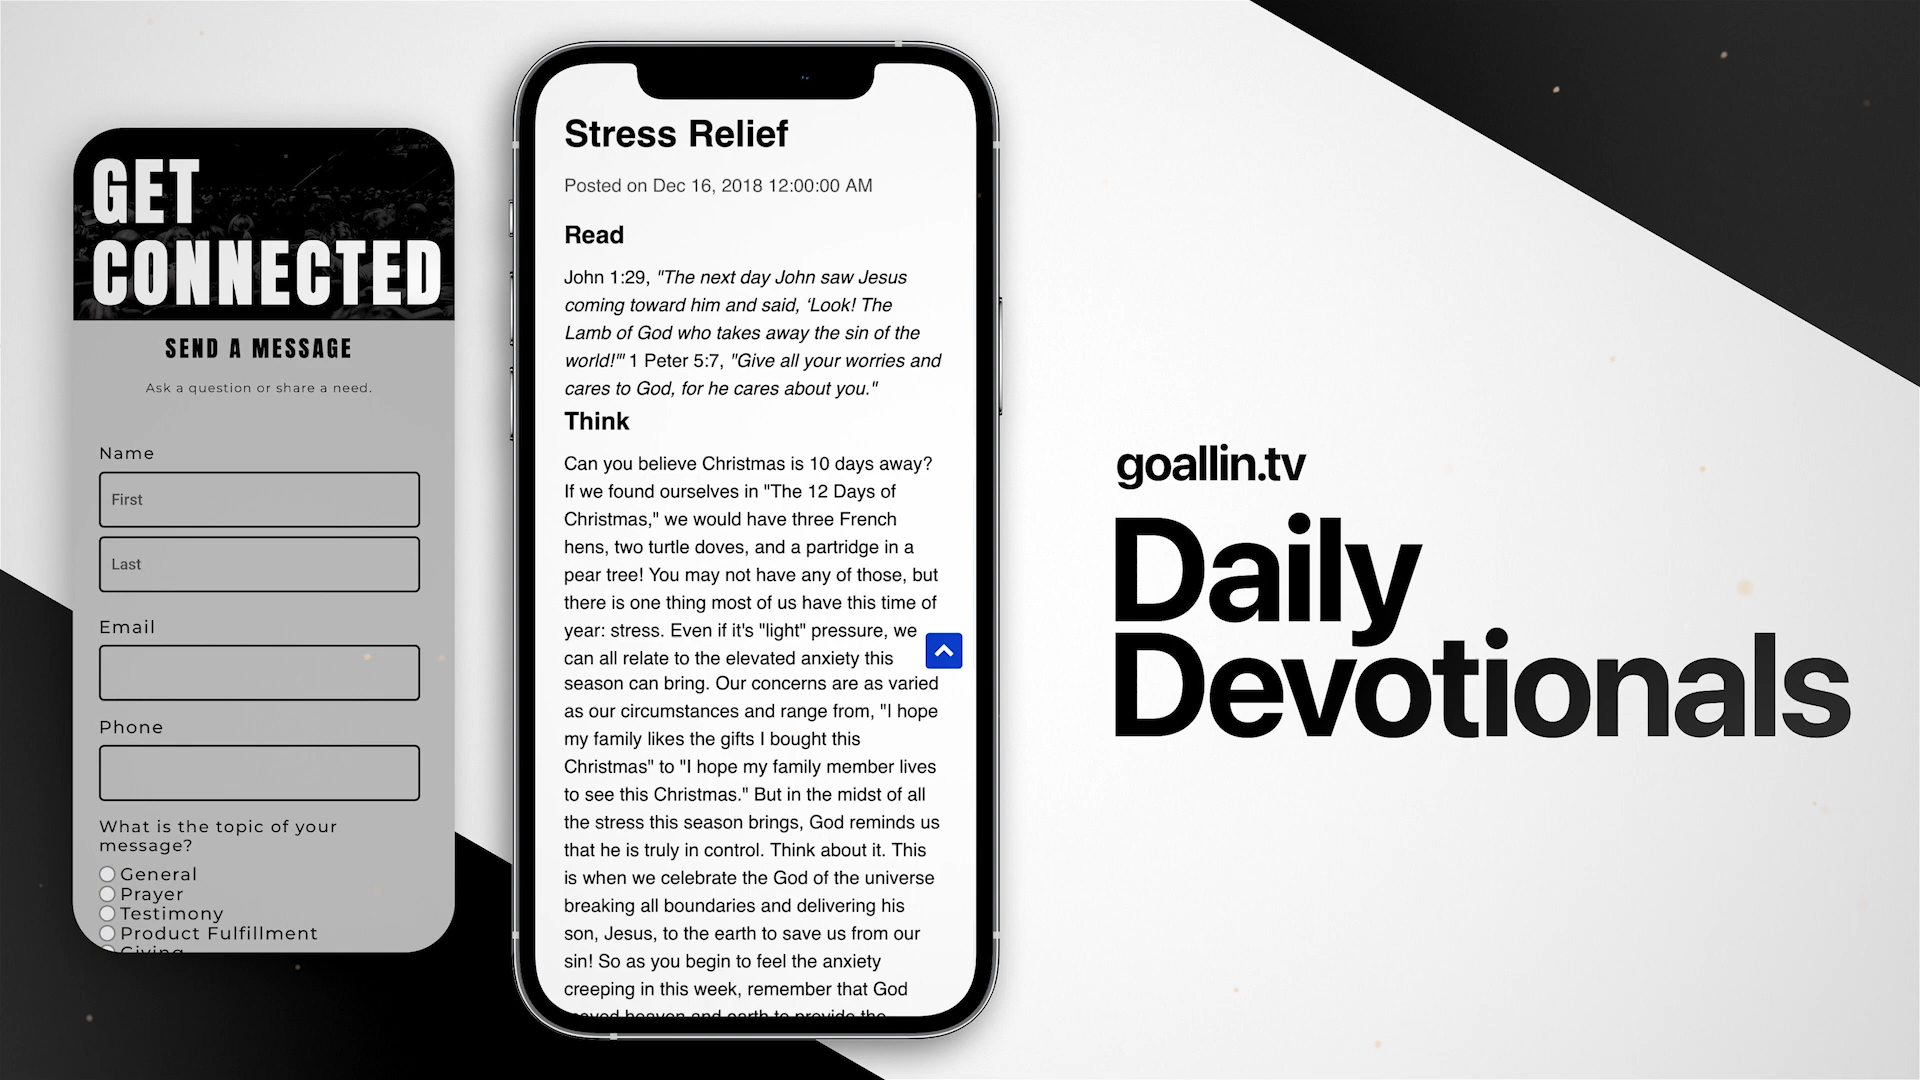 GET
CONNECTED
SEND A MESSAGE
Ask a question or share a need.
Name
First
Last
Email
Phone
What is the topic of your
message?
General
Prayer
Testimony
Product Fulfillment
Giving
Stress Relief
Posted on Dec 16, 2018 12:00:00 AM
Read
John 1:29, "The next day John saw Jesus
coming toward him and said, ‘Look! The
Lamb of God who takes away the sin of the
world!'" 1 Peter 5:7, "Give all your worries and
cares to God, for he cares about you."
Think
Can you believe Christmas is 10 days away?
If we found ourselves in "The 12 Days of
Christmas," we would have three French
hens, two turtle doves, and a partridge in a
pear tree! You may not have any of those, but
there is one thing most of us have this time of
year: stress. Even if it's "light" pressure, we
can all relate to the elevated anxiety this
season can bring. Our concerns are as varied
as our circumstances and range from, "I hope
my family likes the gifts I bought this
Christmas" to "I hope my family member lives
to see this Christmas." But in the midst of all
the stress this season brings, God reminds us
that he is truly in control. Think about it. This
is when we celebrate the God of the universe
breaking all boundaries and delivering his
son, Jesus, to the earth to save us from our
sin! So as you begin to feel the anxiety
creeping in this week, remember that God
moved heaven and earth to provide the
goallin.tv
Daily
Devotionals